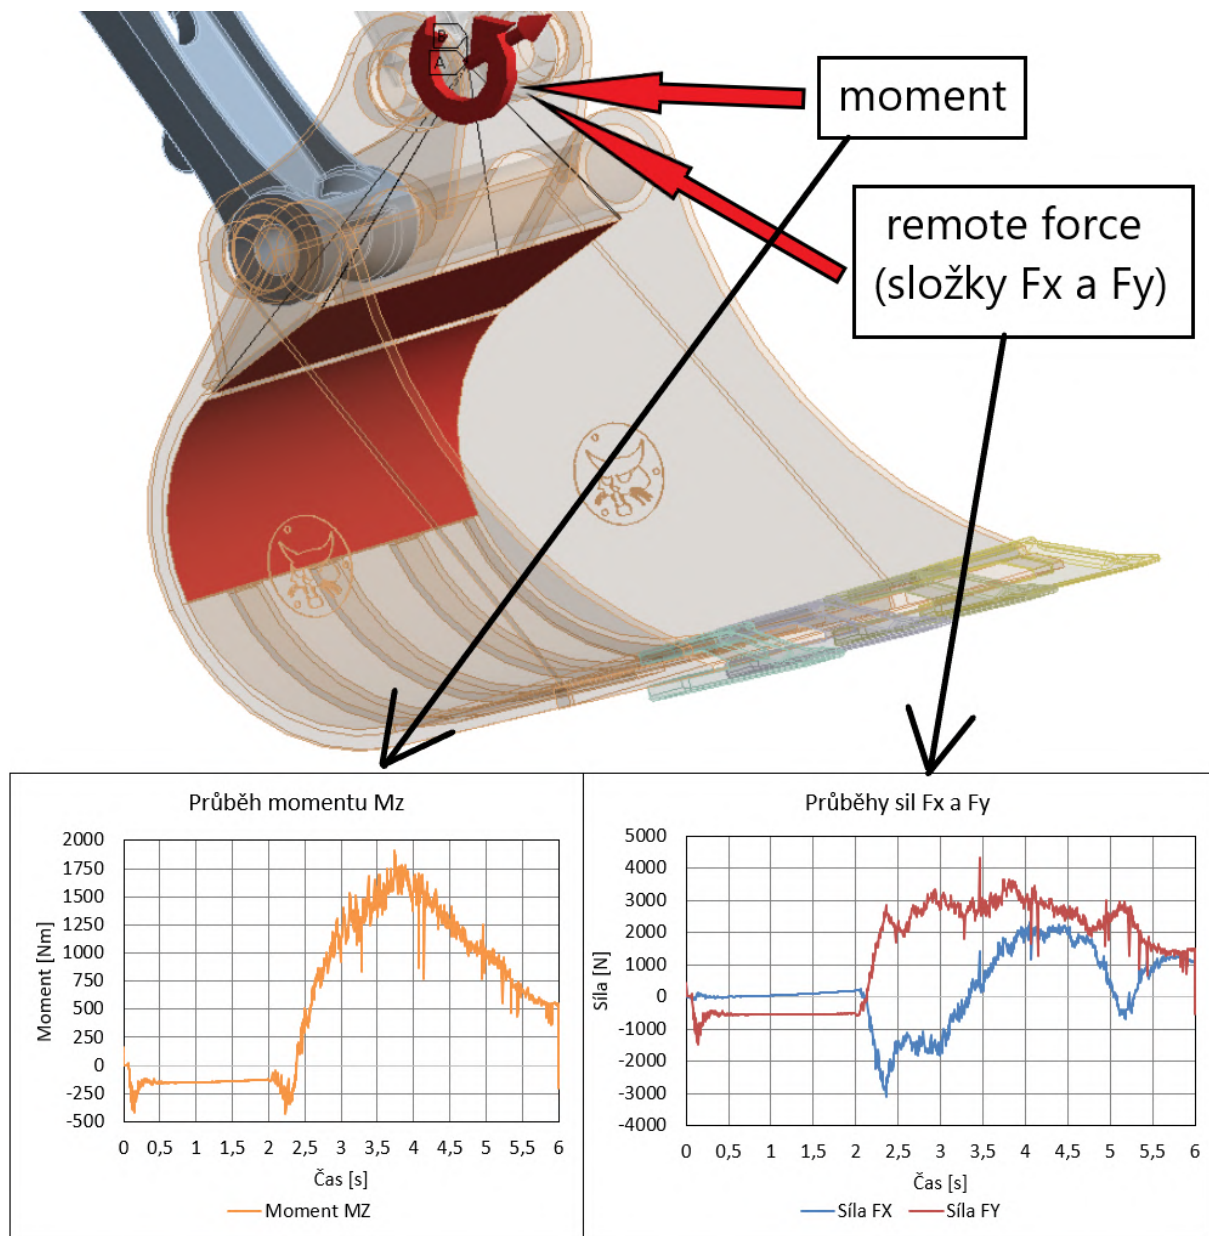 B
A
moment
remote force
(složky Fx a Fy)
Průběh momentu Mz
2000
1750
1500
1250
1000
750
500
250
0
-250
-500
Moment [Nm]
0 0,5 1 1,5 2 2,5 3 3,5 4 4,5 5 5,5 6
Čas [s]
Moment MZ
Průběhy sil Fx a Fy
5000
4000
3000
2000
1000
0
-1000
-2000
-3000
-4000
Síla [N]
0 0,5 1 1,5 2 2,5 3 3,5 4 4,5 5 5,5 6
Čas [s]
Síla FX Síla FY